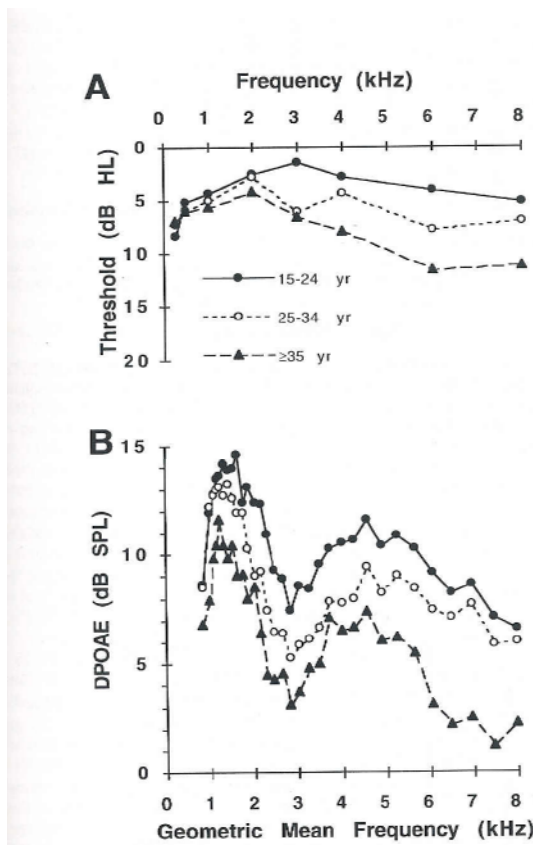 Frequency (kHz)
A
0 1 2 3 4 5 6 7 8
Threshold (dB HL)
0
5
10
15
20
15-24 yr
25-34 yr
≥35 yr
B
DPOAE (dB SPL)
15
10
5
0
0 1 2 3 4 5 6 7 8
Geometric Mean Frequency (kHz)